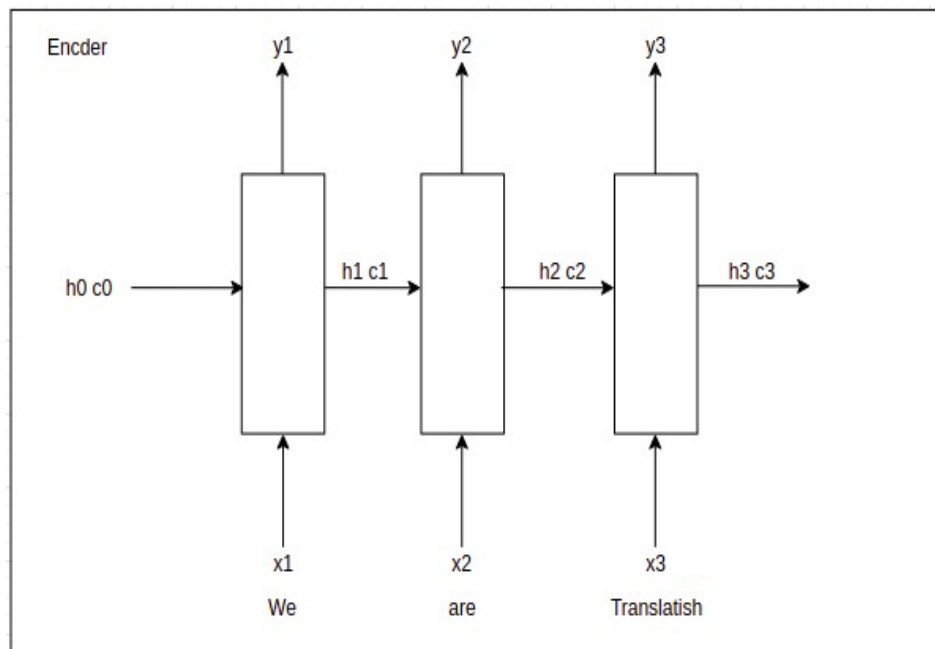 Encder
y1 y2 y3
h0 c0 h1 c1 h2 c2 h3 c3
x1 x2 x3
We are Translatish